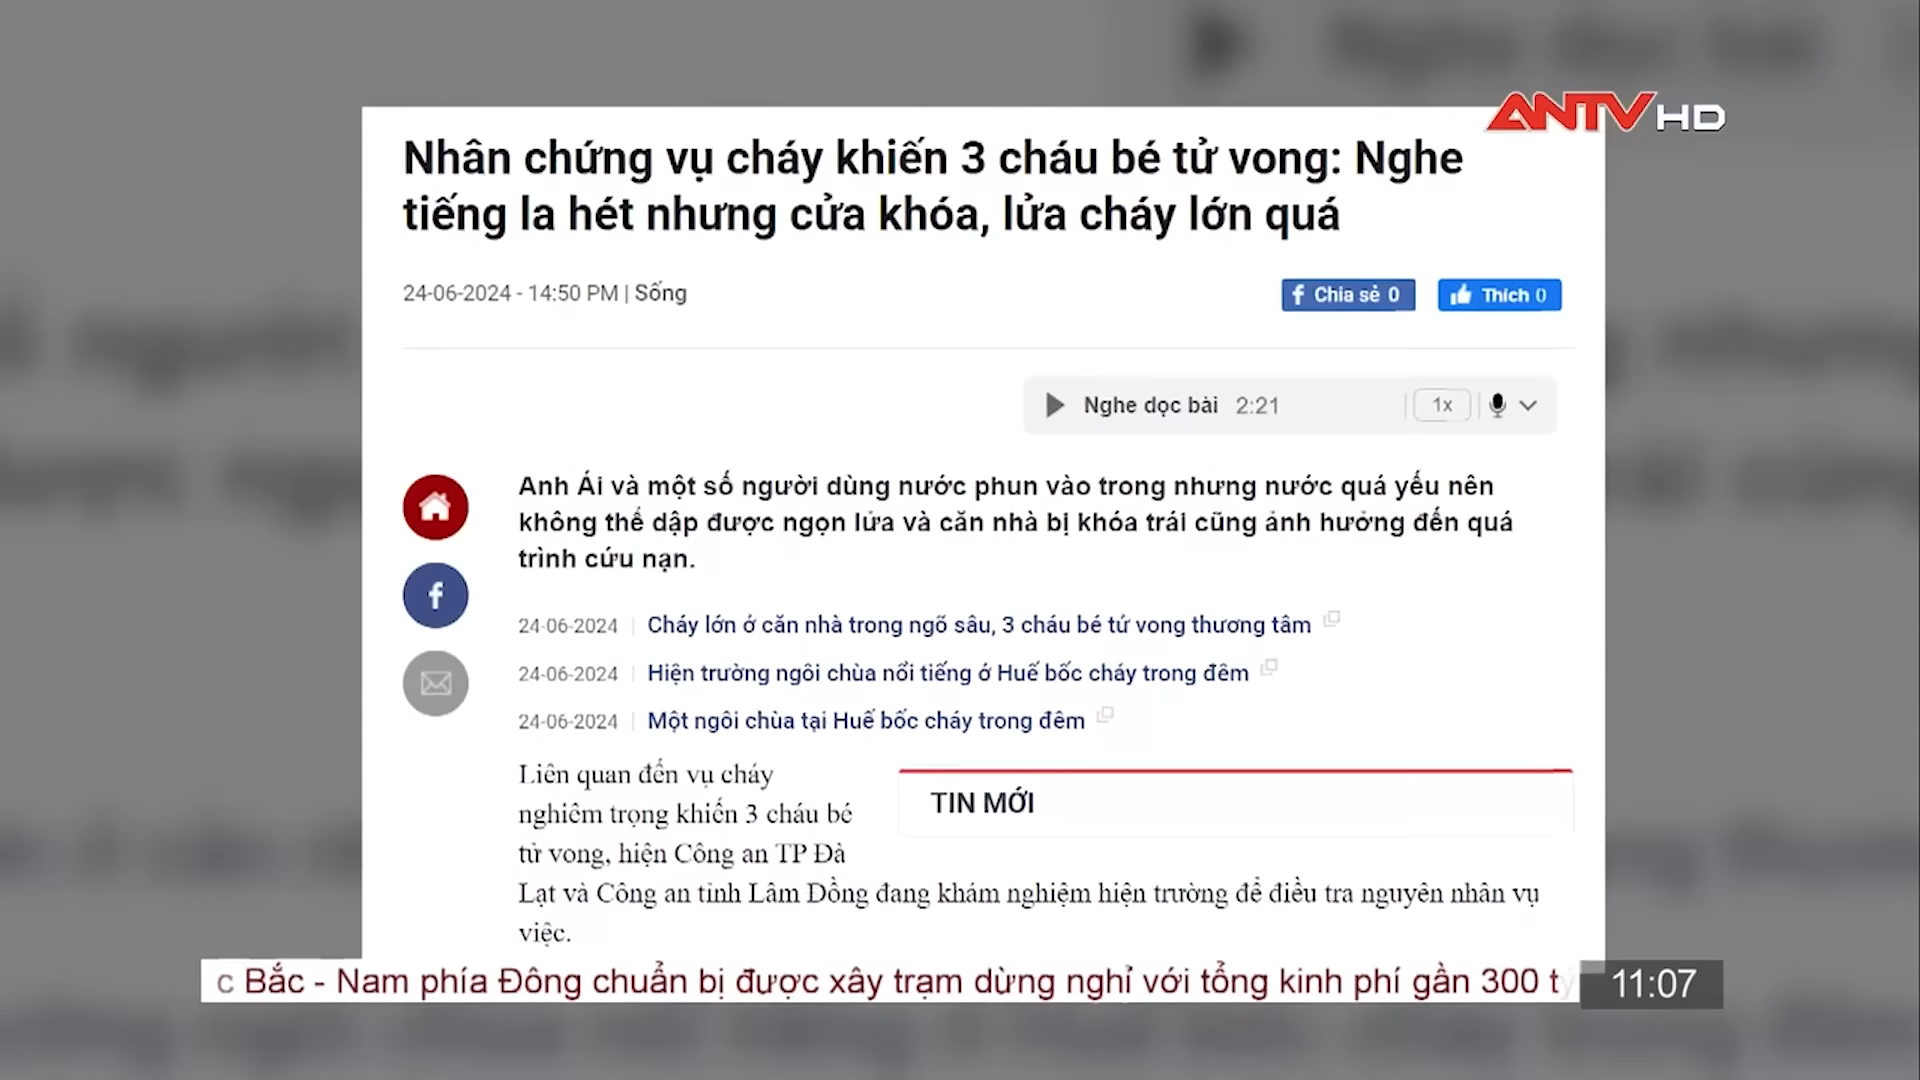 ANTV HD
Nhân chứng vụ cháy khiến 3 cháu bé tử vong: Nghe
tiếng la hét nhưng cửa khóa, lửa cháy lớn quá
24-06-2024 - 14:50 PM | Sống
Chia sẻ 0
Thích 0
Nghe đọc bài 2:21
1x
Anh Ái và một số người dùng nước phun vào trong nhưng nước quá yếu nên
không thể dập được ngọn lửa và căn nhà bị khóa trái cũng ảnh hưởng đến quá
trình cứu nạn.
24-06-2024 | Cháy lớn ở căn nhà trong ngõ sâu, 3 cháu bé tử vong thương tâm
24-06-2024 | Hiện trường ngôi chùa nổi tiếng ở Huế bốc cháy trong đêm
24-06-2024 | Một ngôi chùa tại Huế bốc cháy trong đêm
Liên quan đến vụ cháy
nghiêm trọng khiến 3 cháu bé
tử vong, hiện Công an TP Đà
Lạt và Công an tỉnh Lâm Đồng đang khám nghiệm hiện trường để điều tra nguyên nhân vụ
việc.
TIN MỚI
c Bắc - Nam phía Đông chuẩn bị được xây trạm dừng nghỉ với tổng kinh phí gần 300 tỷ
11:07